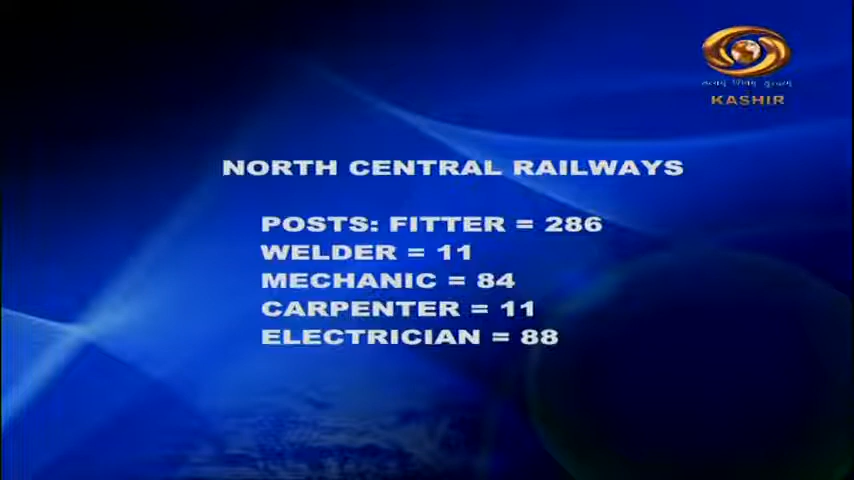 KASHIR
NORTH CENTRAL RAILWAYS
POSTS: FITTER = 286
WELDER = 11
MECHANIC = 84
CARPENTER = 11
ELECTRICIAN = 88